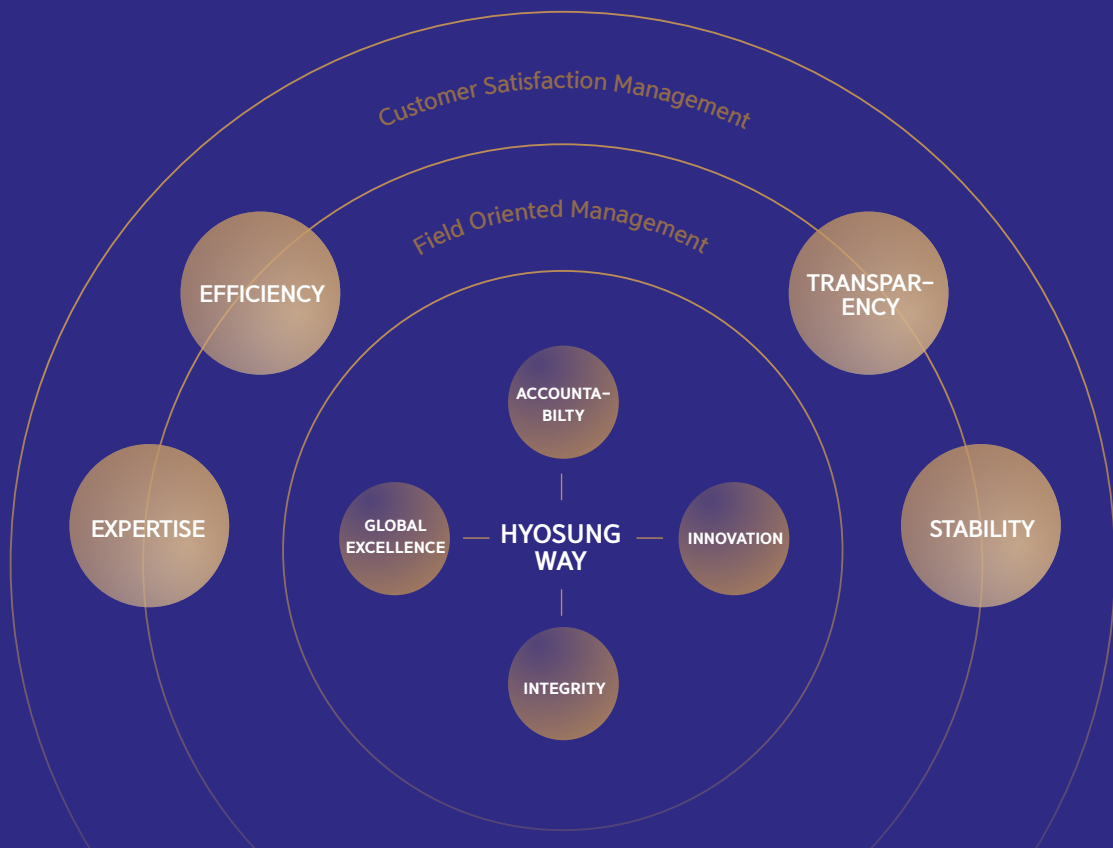 Customer Satisfaction Management
Field Oriented Management
EFFICIENCY
TRANSPAR-
ENCY
ACCOUNTA-
BILTY
EXPERTISE
GLOBAL
EXCELLENCE
HYOSUNG
WAY
INNOVATION
STABILITY
INTEGRITY